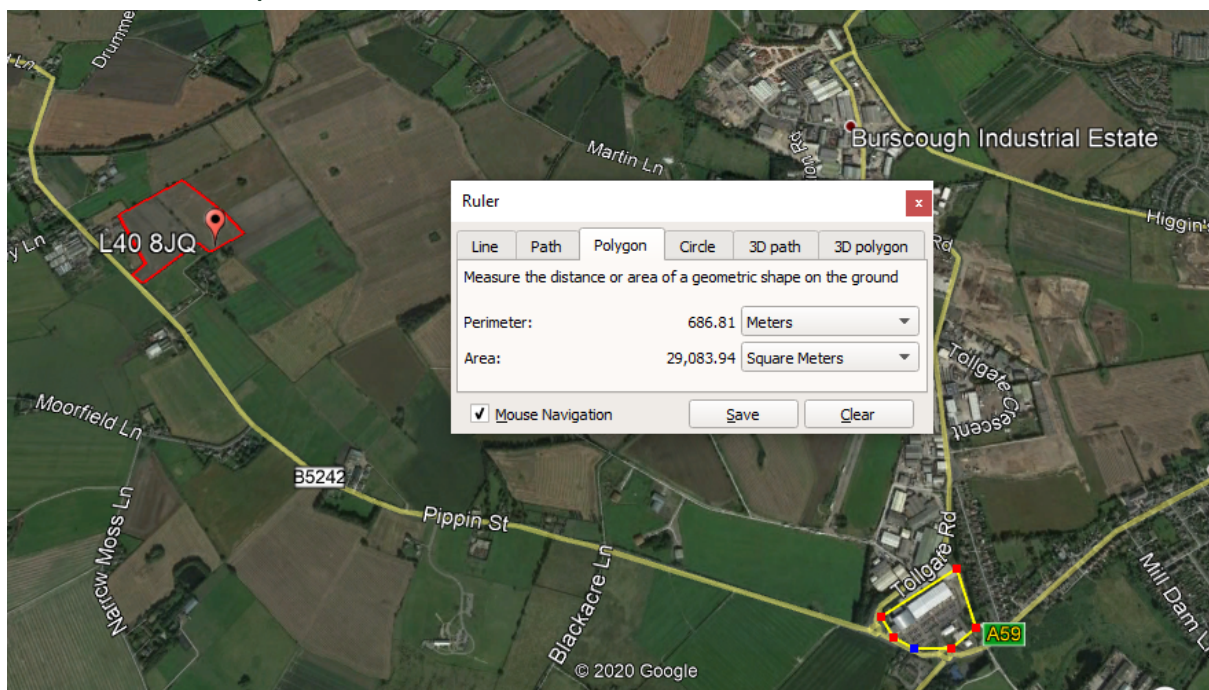 Drumme
Ln
Burscough Industrial Estate
Martin Ln
Ruler
x
Rd
Higgin's
L40 8JQ
y Ln
Line Path Polygon Circle 3D path 3D polygon
Measure the distance or area of a geometric shape on the ground
Perimeter: 686.81 Meters
Area: 29,083.94 Square Meters
Mouse Navigation Save Clear
Tollgate Crescent
Moorfield Ln
B5242
Pippin St
Narrow Moss Ln
Blackacre Ln
Tollgate Rd
Mill Dam L
A59
© 2020 Google